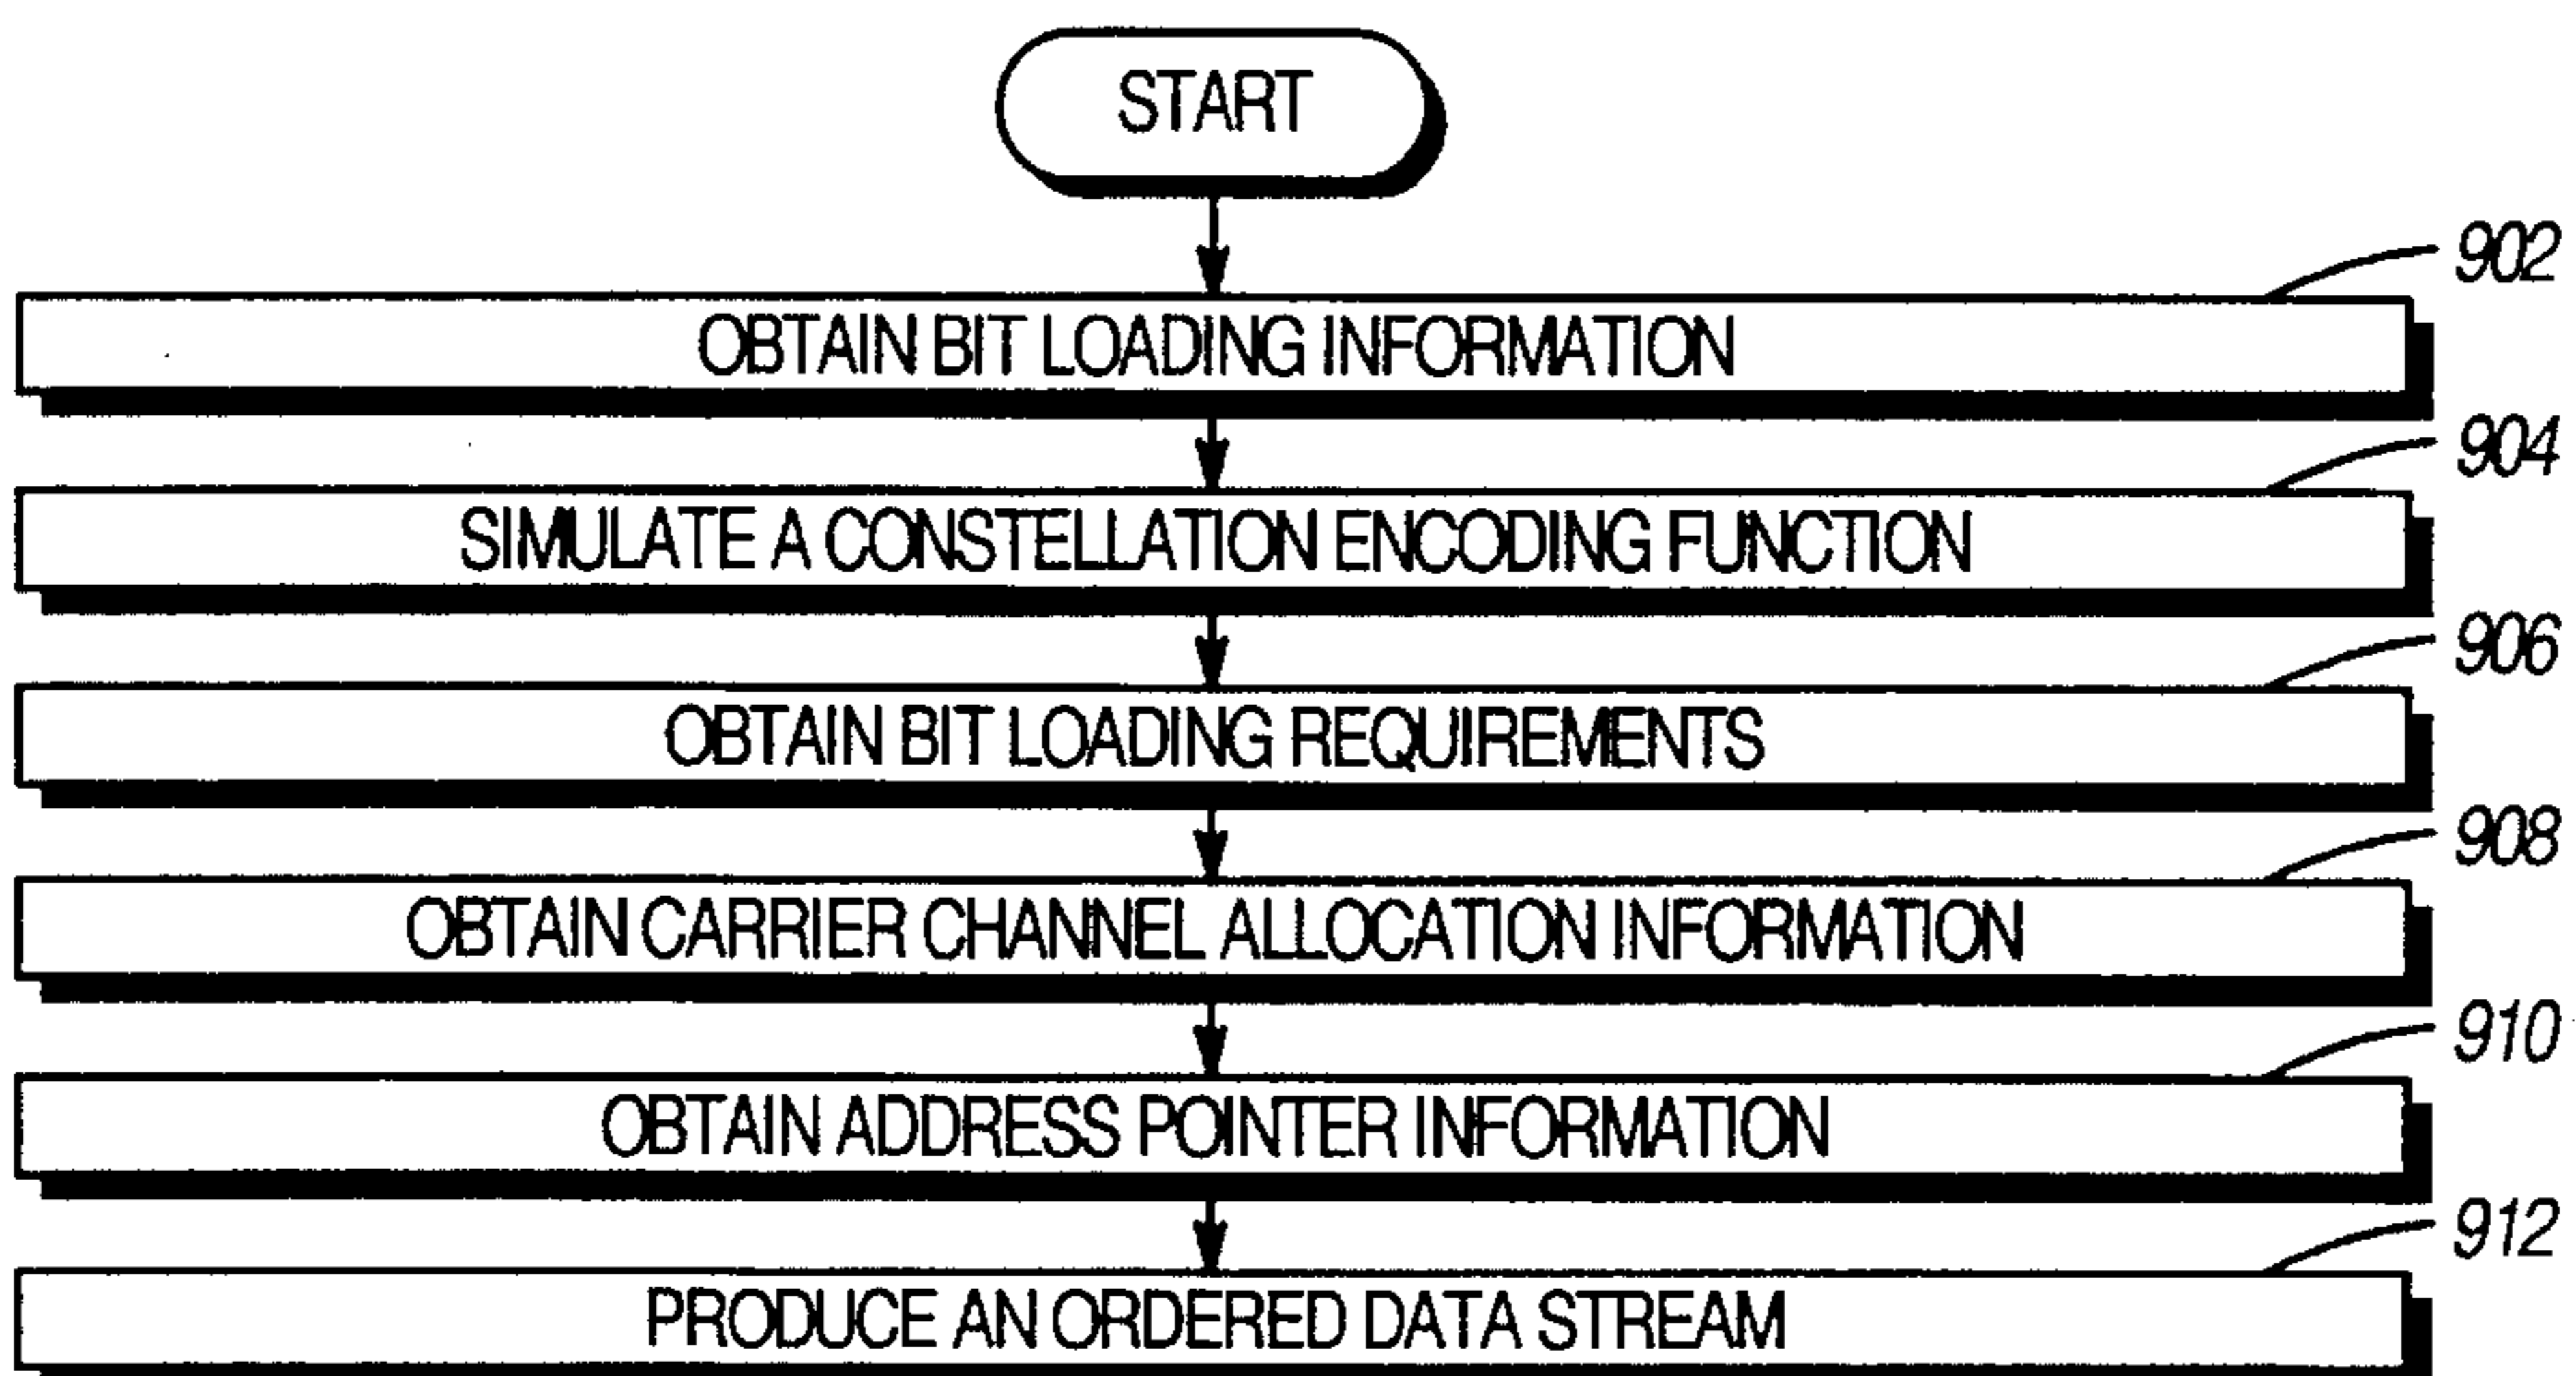 START
902
OBTAIN BIT LOADING INFORMATION
904
SIMULATE A CONSTELLATION ENCODING FUNCTION
906
OBTAIN BIT LOADING REQUIREMENTS
908
OBTAIN CARRIER CHANNEL ALLOCATION INFORMATION
910
OBTAIN ADDRESS POINTER INFORMATION
912
PRODUCE AN ORDERED DATA STREAM